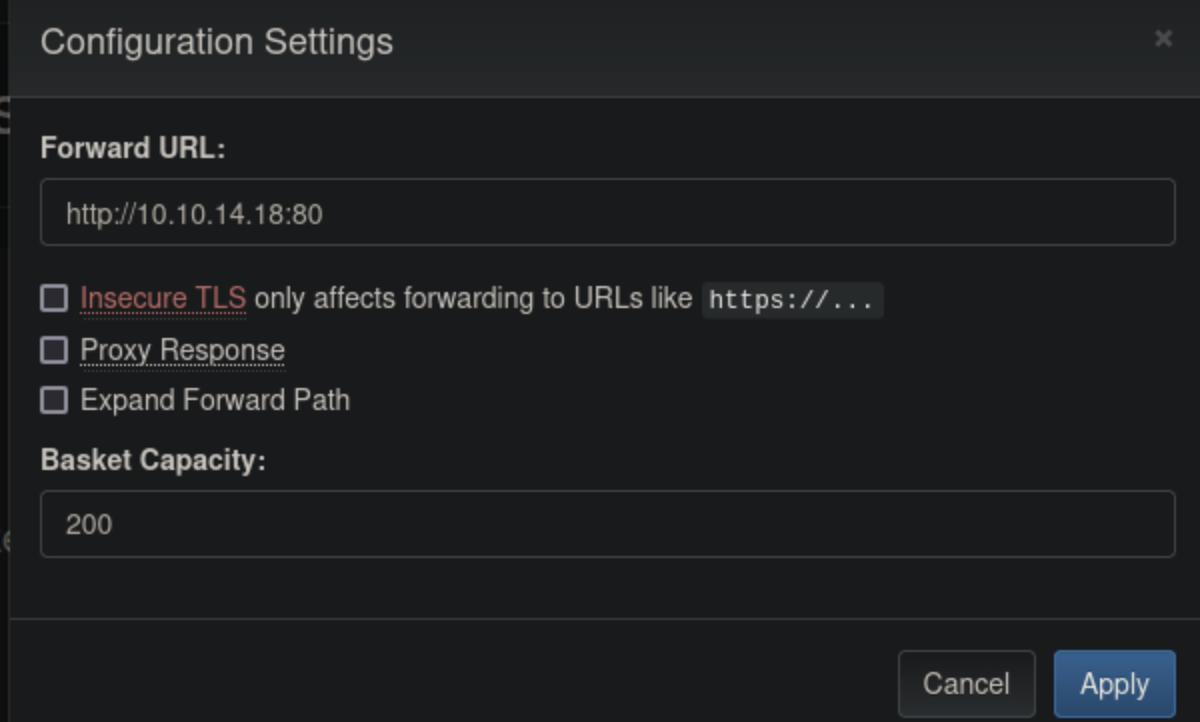 Configuration Settings
Forward URL:
http://10.10.14.18:80
Insecure TLS only affects forwarding to URLs like https://...
Proxy Response
Expand Forward Path
Basket Capacity:
200
Cancel Apply